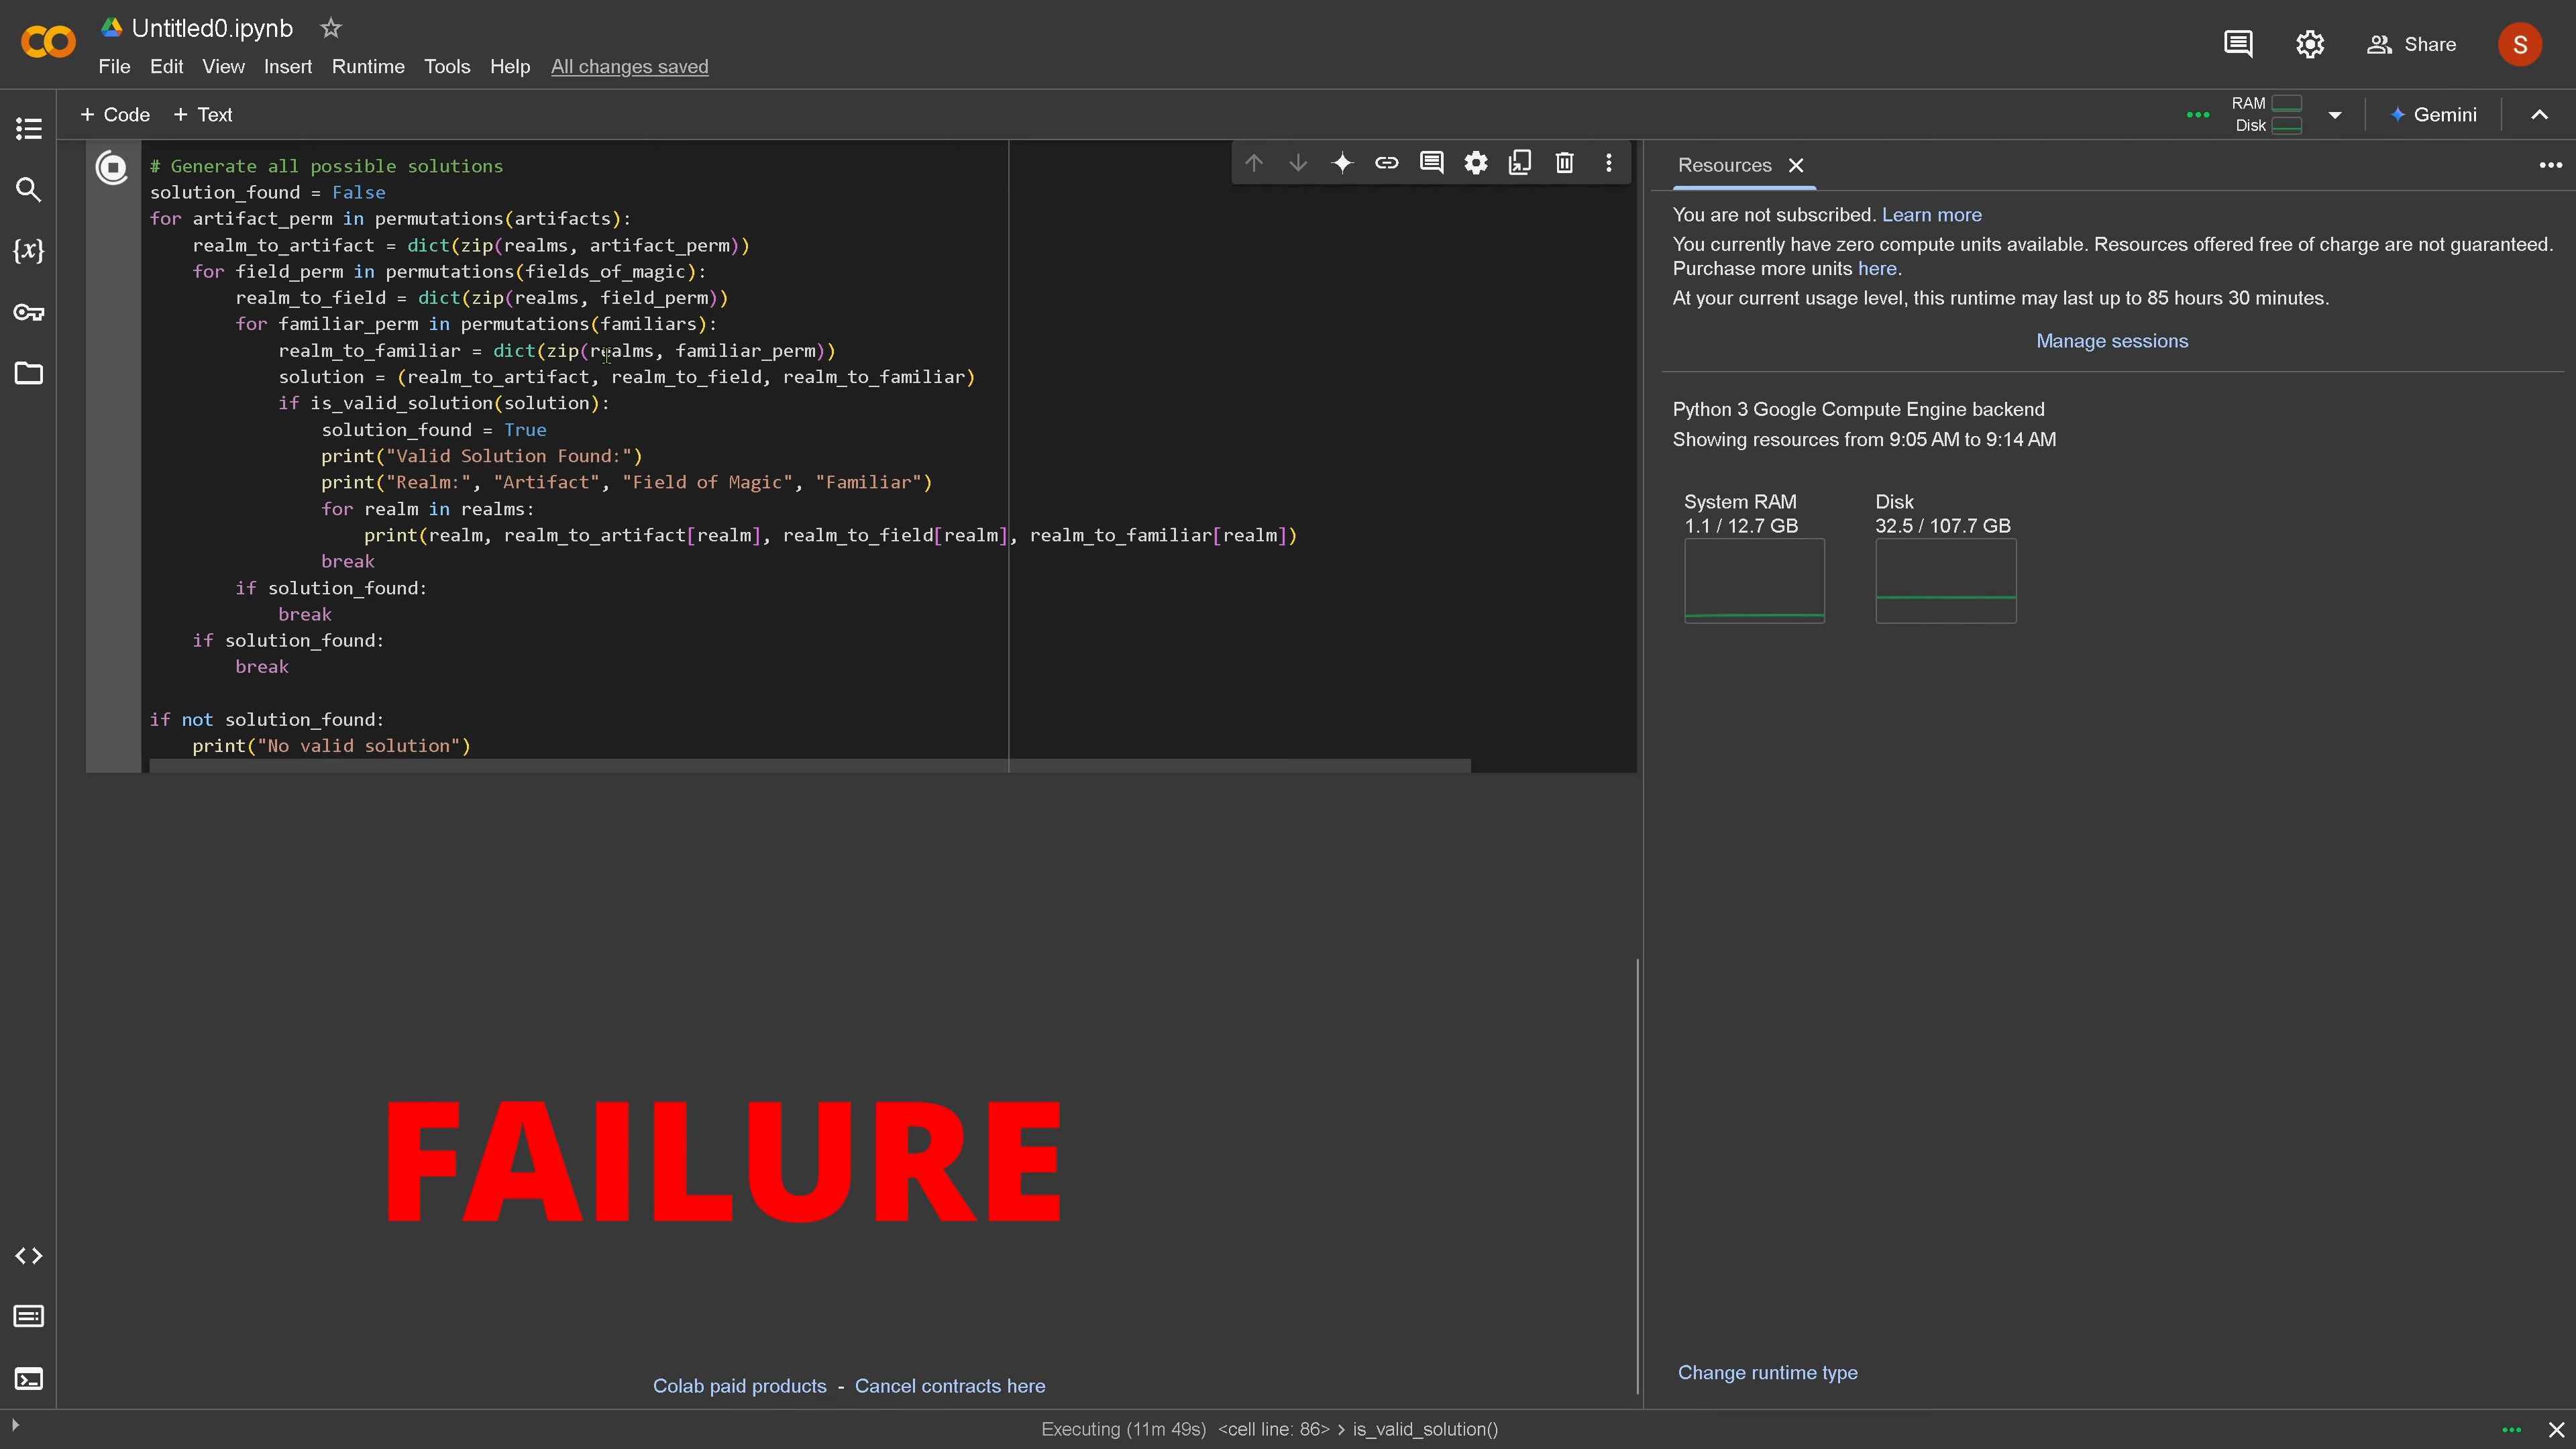 Untitled0.ipynb
File Edit View Insert Runtime Tools Help All changes saved
Share
S
+ Code + Text
RAM
Disk
Gemini
# Generate all possible solutions
solution_found = False
for artifact_perm in permutations(artifacts):
    realm_to_artifact = dict(zip(realms, artifact_perm))
    for field_perm in permutations(fields_of_magic):
        realm_to_field = dict(zip(realms, field_perm))
        for familiar_perm in permutations(familiars):
            realm_to_familiar = dict(zip(realms, familiar_perm))
            solution = (realm_to_artifact, realm_to_field, realm_to_familiar)
            if is_valid_solution(solution):
                solution_found = True
                print("Valid Solution Found:")
                print("Realm:", "Artifact", "Field of Magic", "Familiar")
                for realm in realms:
                    print(realm, realm_to_artifact[realm], realm_to_field[realm], realm_to_familiar[realm])
                break
        if solution_found:
            break
    if solution_found:
        break
if not solution_found:
    print("No valid solution")
FAILURE
Colab paid products - Cancel contracts here
Resources
You are not subscribed. Learn more
You currently have zero compute units available. Resources offered free of charge are not guaranteed.
Purchase more units here.
At your current usage level, this runtime may last up to 85 hours 30 minutes.
Manage sessions
Python 3 Google Compute Engine backend
Showing resources from 9:05 AM to 9:14 AM
System RAM
1.1 / 12.7 GB
Disk
32.5 / 107.7 GB
Change runtime type
Executing (11m 49s) <cell line: 86> > is_valid_solution()